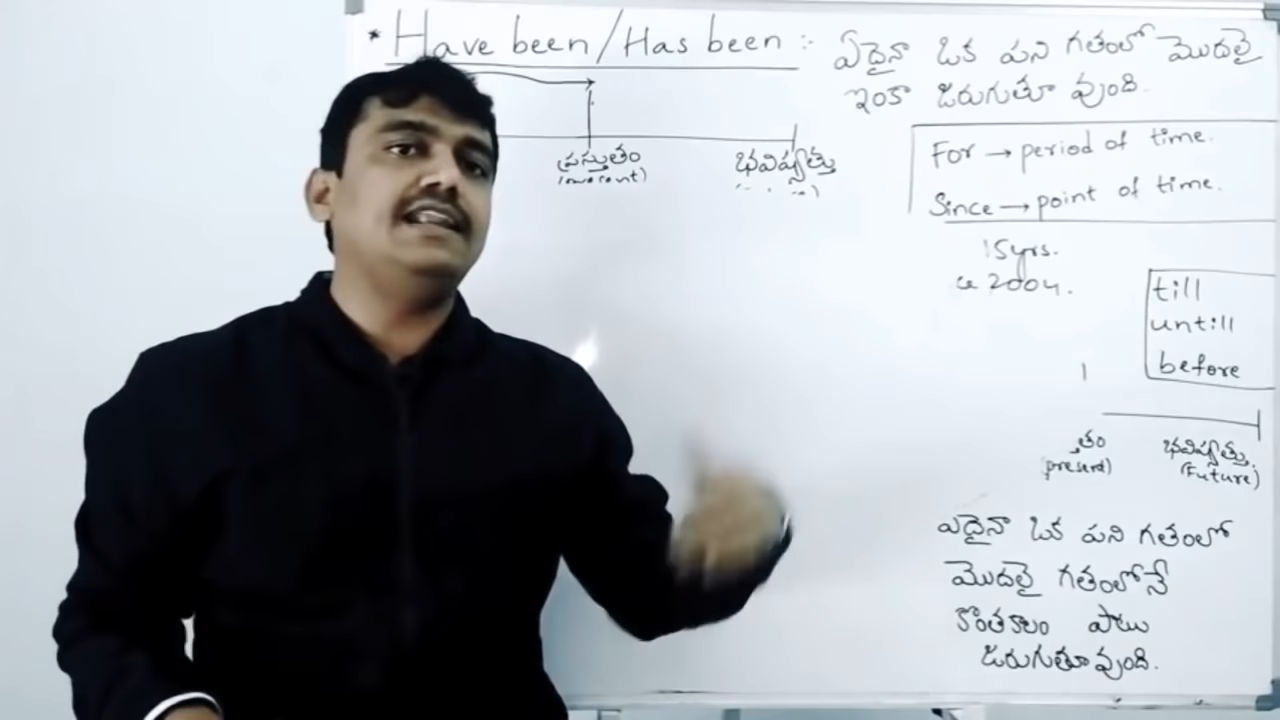 * Have been / Has been :- ఏదైనా ఒక పని గతంలో మొదలై
ఇంకా జరుగుతూ వుంది.
ప్రస్తుతం
భవిష్యత్తు
For → period of time.
Since → point of time.
15yrs.
2004.
till
untill
before
(present)
భవిష్యత్తు
(Future)
ఏదైనా ఒక పని గతంలో
మొదలై గతంలోనే
కొంతకాలం పాటు
జరుగుతూ వుంది.